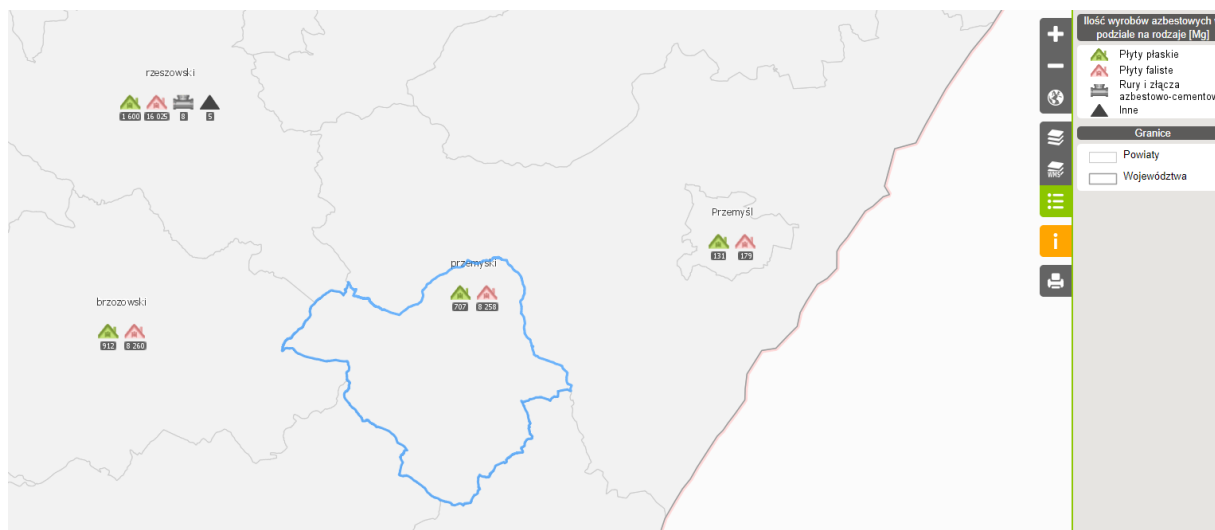 rzeszowski
1 600 16 025 8 5
Przemyśl
131 179
przemyski
707 8 258
brzozowski
912 8 260
WMS
i
Ilość wyrobów azbestowych w
podziale na rodzaje [Mg]
Płyty płaskie
Płyty faliste
Rury i złącza
azbestowo-cementow
Inne
Granice
Powiaty
Województwa